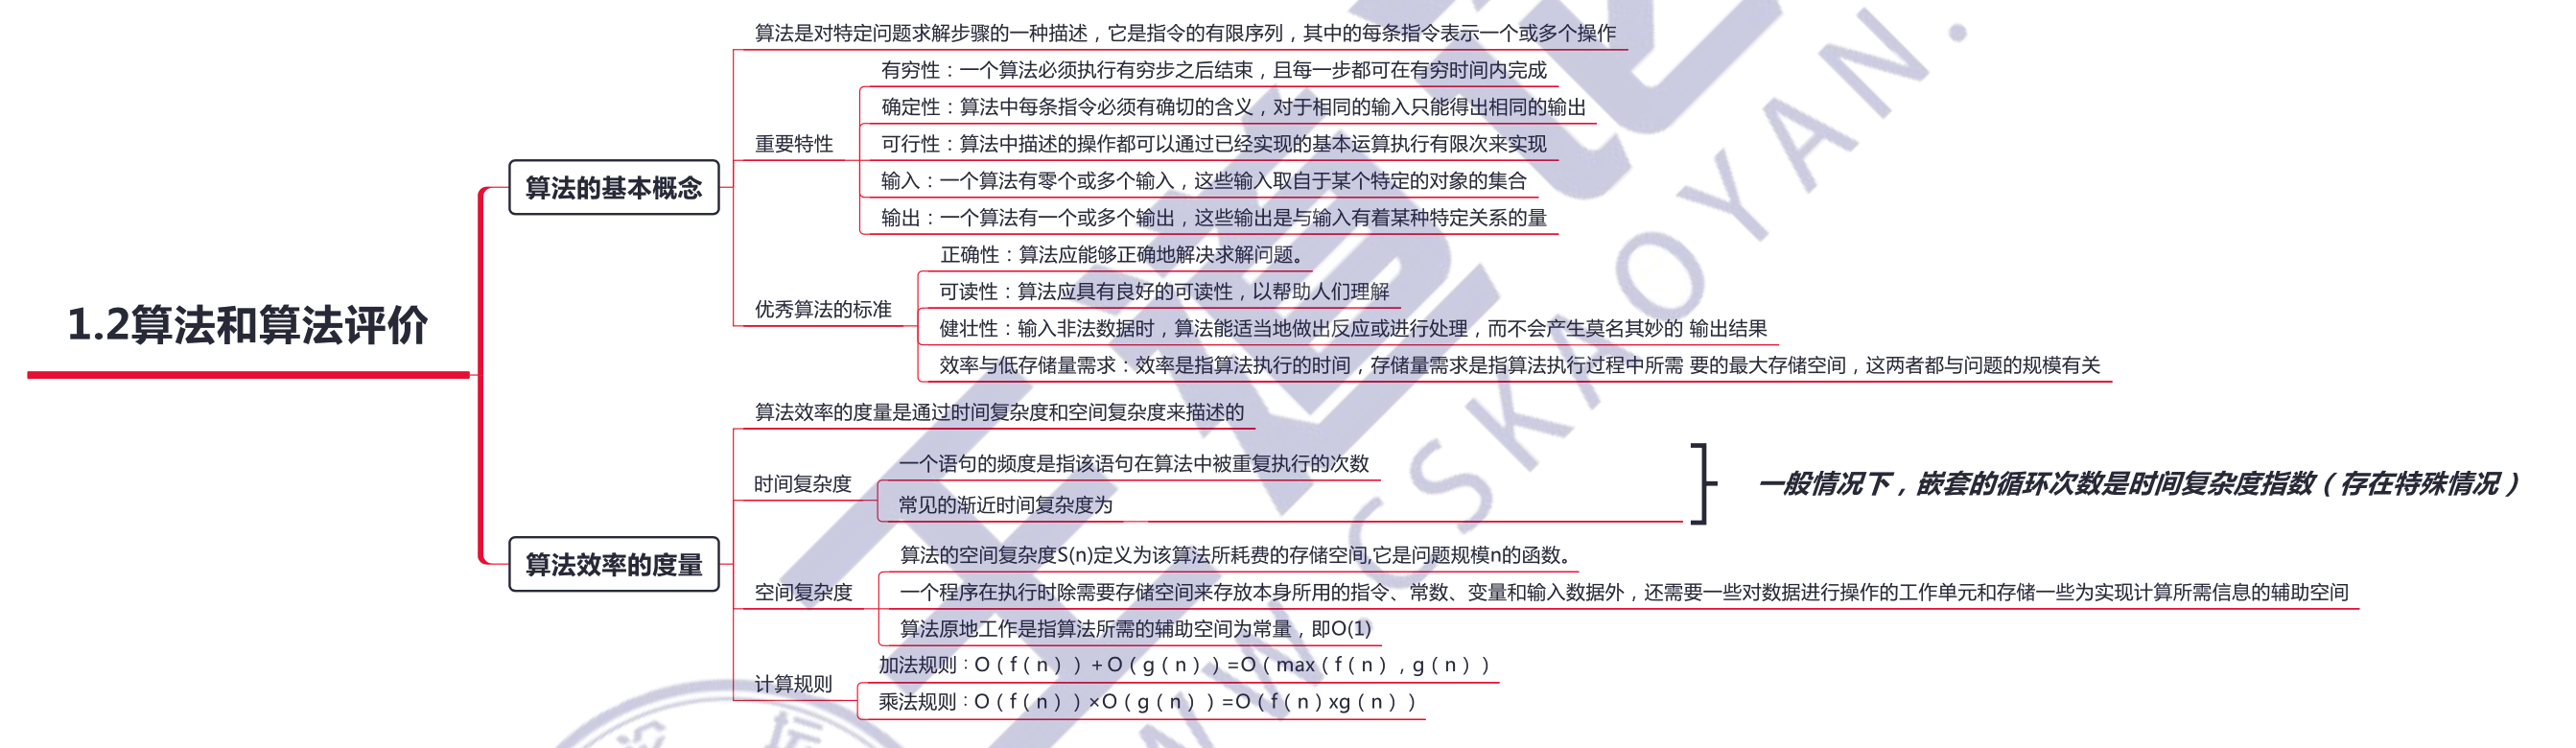 1.2算法和算法评价
算法的基本概念
算法是对特定问题求解步骤的一种描述，它是指令的有限序列，其中的每条指令表示一个或多个操作
重要特性
有穷性：一个算法必须执行有穷步之后结束，且每一步都可在有穷时间内完成
确定性：算法中每条指令必须有确切的含义，对于相同的输入只能得出相同的输出
可行性：算法中描述的操作都可以通过已经实现的基本运算执行有限次来实现
输入：一个算法有零个或多个输入，这些输入取自于某个特定的对象的集合
输出：一个算法有一个或多个输出，这些输出是与输入有着某种特定关系的量
优秀算法的标准
正确性：算法应能够正确地解决求解问题。
可读性：算法应具有良好的可读性，以帮助人们理解
健壮性：输入非法数据时，算法能适当地做出反应或进行处理，而不会产生莫名其妙的 输出结果
效率与低存储量需求：效率是指算法执行的时间，存储量需求是指算法执行过程中所需 要的最大存储空间，这两者都与问题的规模有关
算法效率的度量
算法效率的度量是通过时间复杂度和空间复杂度来描述的
时间复杂度
一个语句的频度是指该语句在算法中被重复执行的次数
常见的渐近时间复杂度为
一般情况下，嵌套的循环次数是时间复杂度指数（存在特殊情况）
空间复杂度
算法的空间复杂度S(n)定义为该算法所耗费的存储空间,它是问题规模n的函数。
一个程序在执行时除需要存储空间来存放本身所用的指令、常数、变量和输入数据外，还需要一些对数据进行操作的工作单元和存储一些为实现计算所需信息的辅助空间
算法原地工作是指算法所需的辅助空间为常量，即O(1)
计算规则
加法规则：O（f（n））+O（g（n））=O（max（f（n），g（n））
乘法规则：O（f（n））×O（g（n））=O（f（n）xg（n））
王道论
WW.CSKAOYAN.
论坛